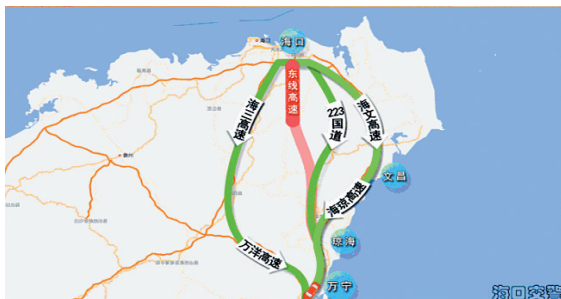 海口
东线高速
海三高速
223国道
海文高速
文昌
海琼高速
琼海
万洋高速
万宁
海口交警